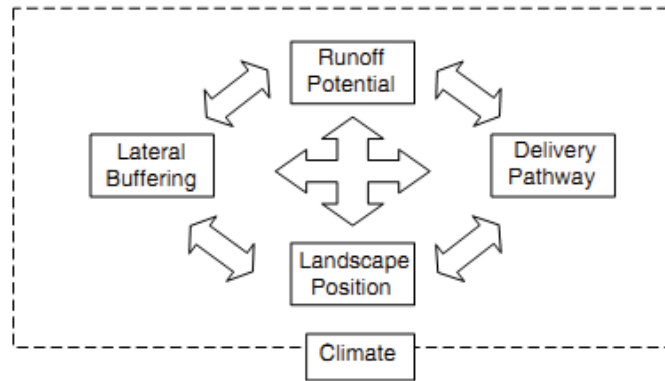 Runoff
Potential
Lateral
Buffering
Delivery
Pathway
Landscape
Position
Climate